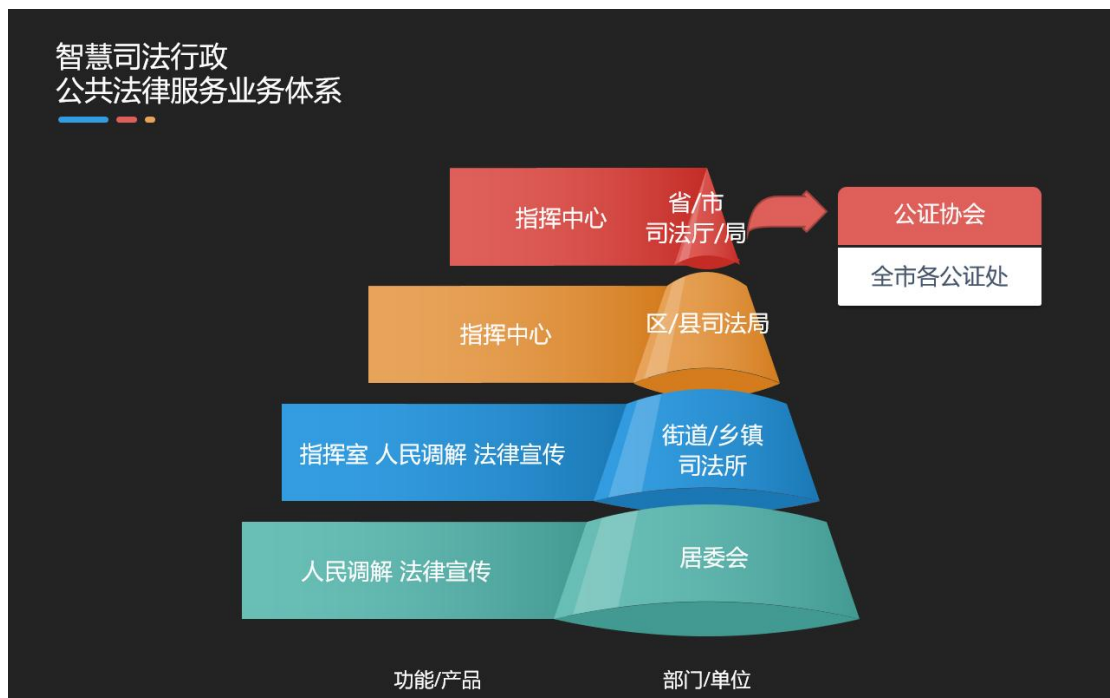 智慧司法行政
公共法律服务业务体系
指挥中心
省/市
司法厅/局
公证协会
全市各公证处
指挥中心
区/县司法局
指挥室 人民调解 法律宣传
街道/乡镇
司法所
人民调解 法律宣传
居委会
功能/产品
部门/单位